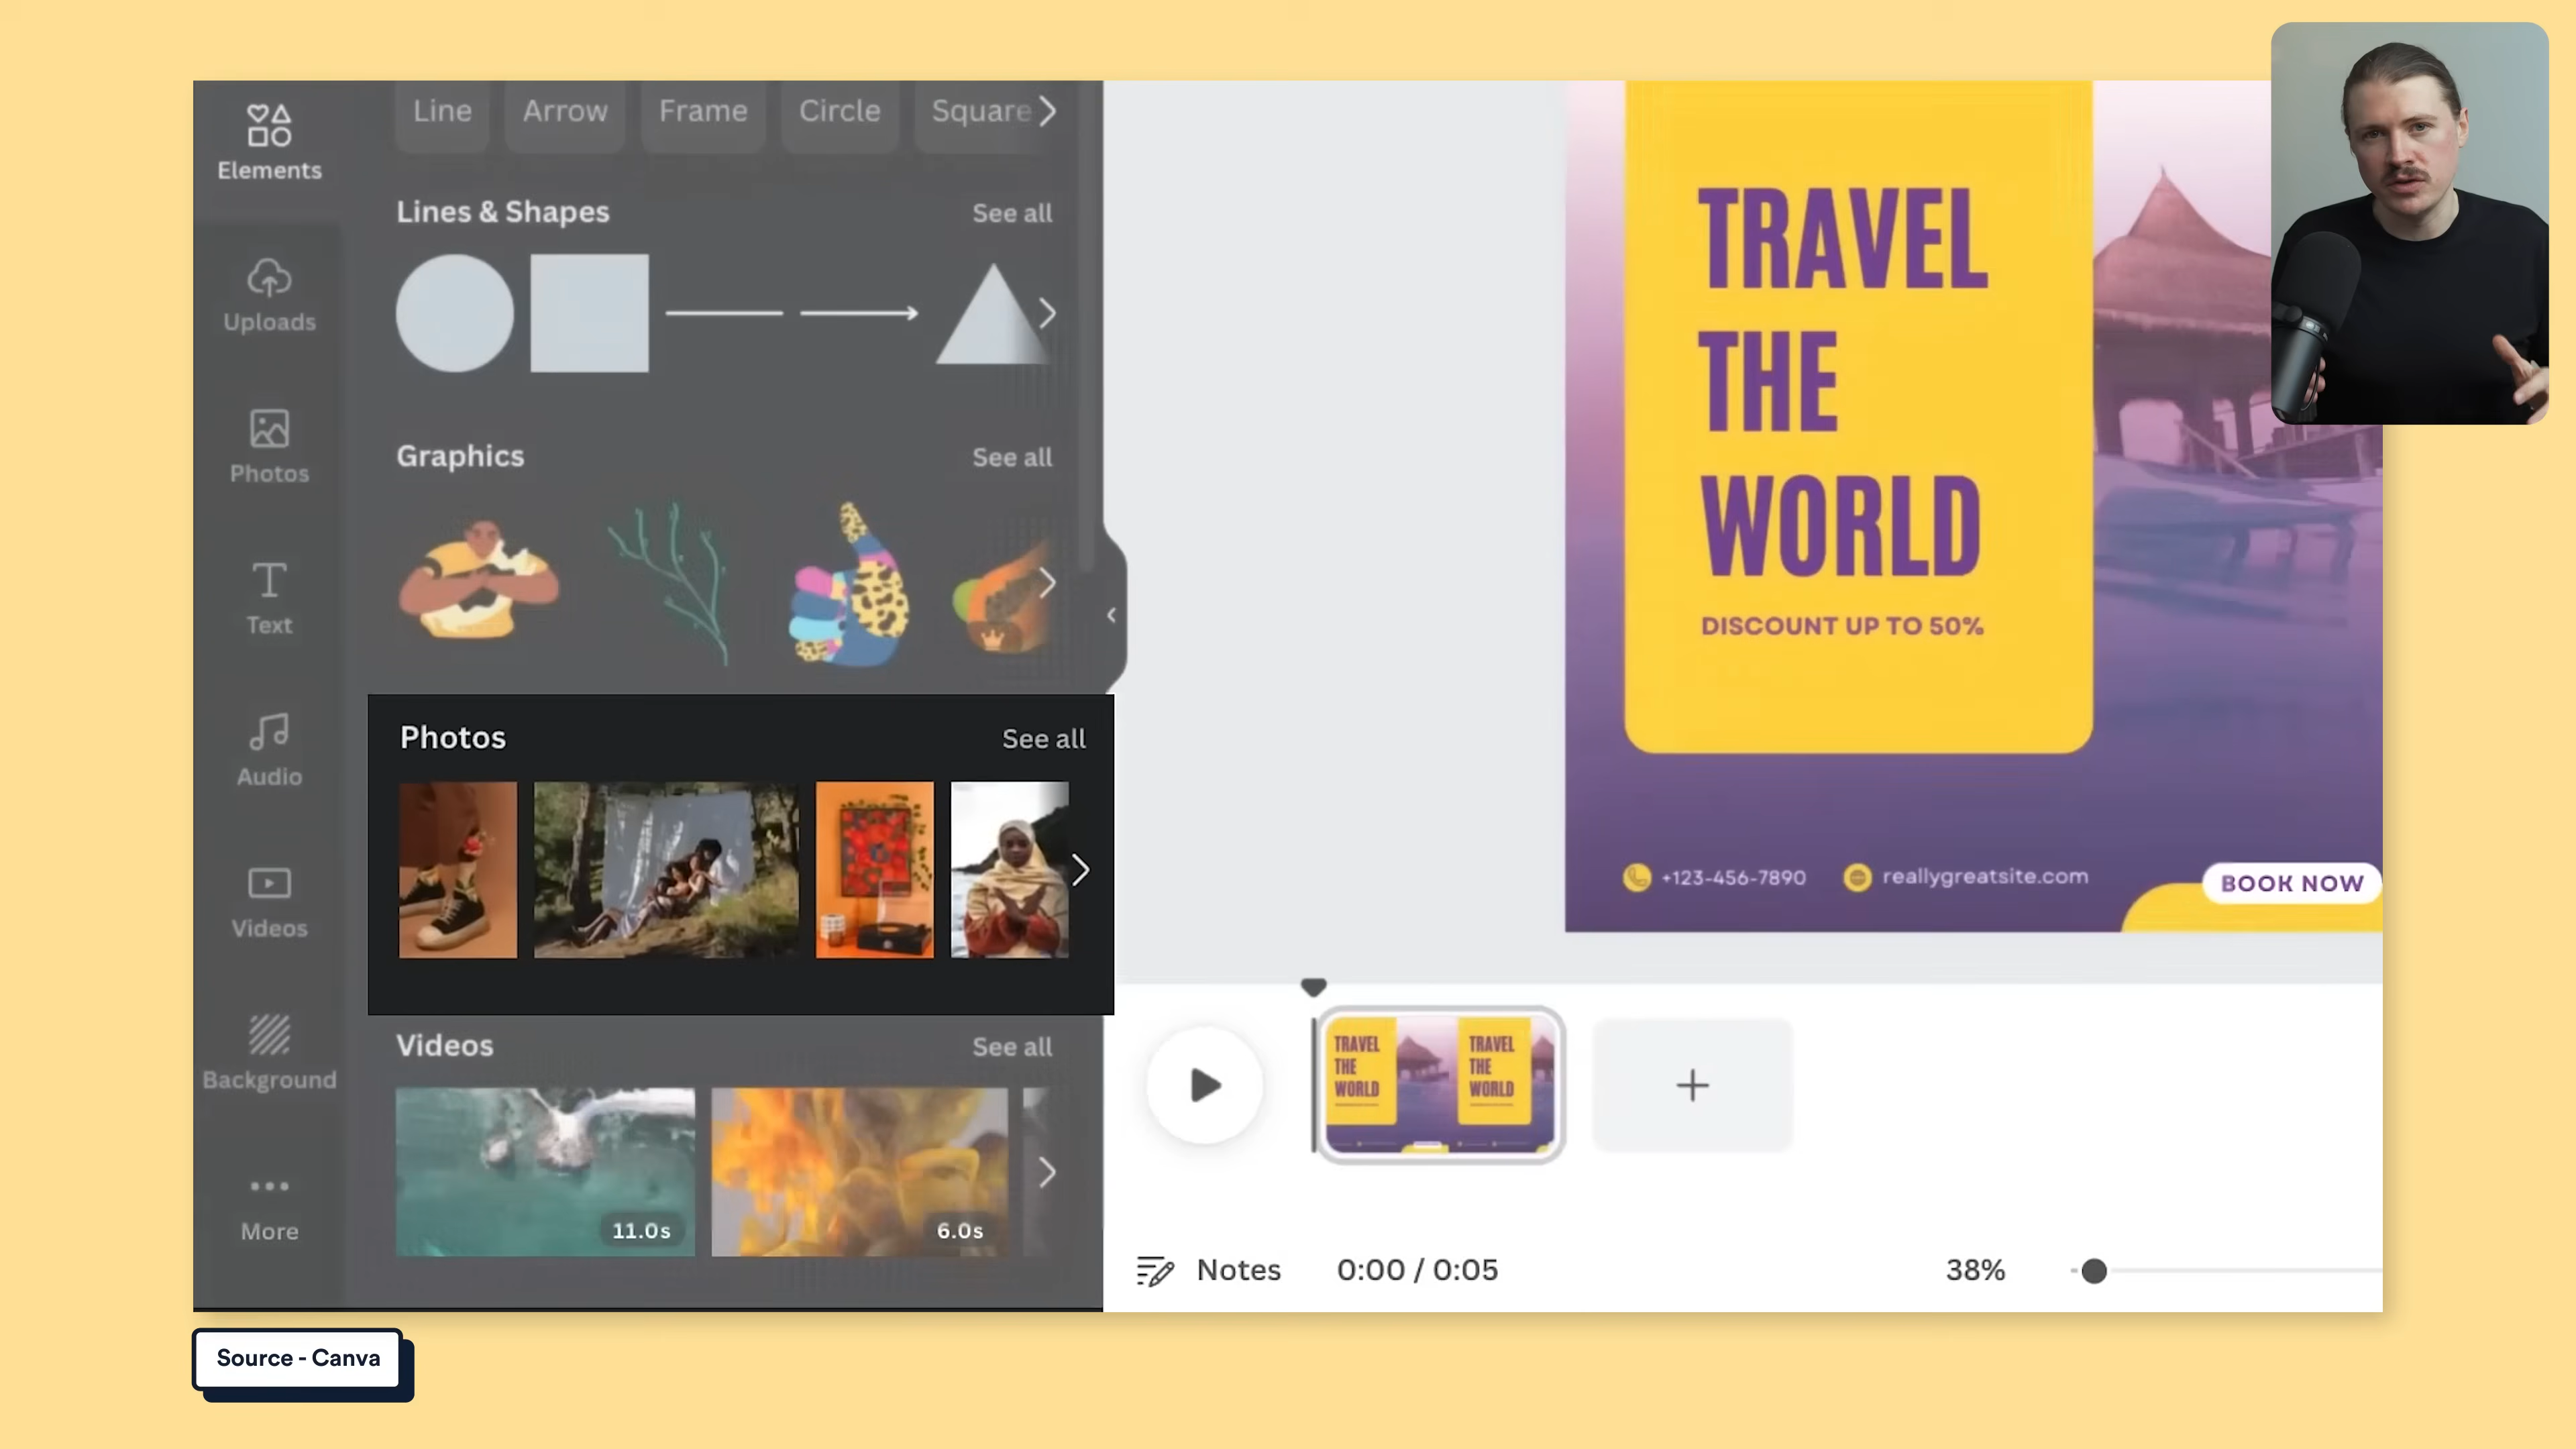 Elements
Uploads
Photos
Text
Audio
Videos
Background
More
Line
Arrow
Frame
Circle
Square
Lines & Shapes
See all
Graphics
See all
Photos
See all
Videos
See all
11.0s
6.0s
TRAVEL
THE
WORLD
DISCOUNT UP TO 50%
+123-456-7890
reallygreatsite.com
BOOK NOW
TRAVEL
THE
WORLD
TRAVEL
THE
WORLD
Notes
0:00 / 0:05
38%
Source - Canva